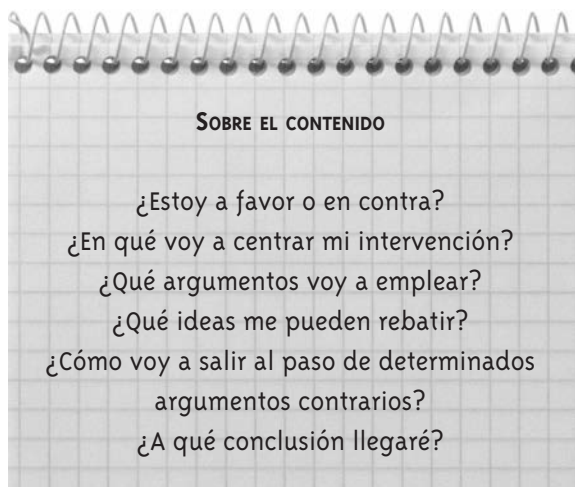 SOBRE EL CONTENIDO
¿Estoy a favor o en contra?
¿En qué voy a centrar mi intervención?
¿Qué argumentos voy a emplear?
¿Qué ideas me pueden rebatir?
¿Cómo voy a salir al paso de determinados
argumentos contrarios?
¿A qué conclusión llegaré?